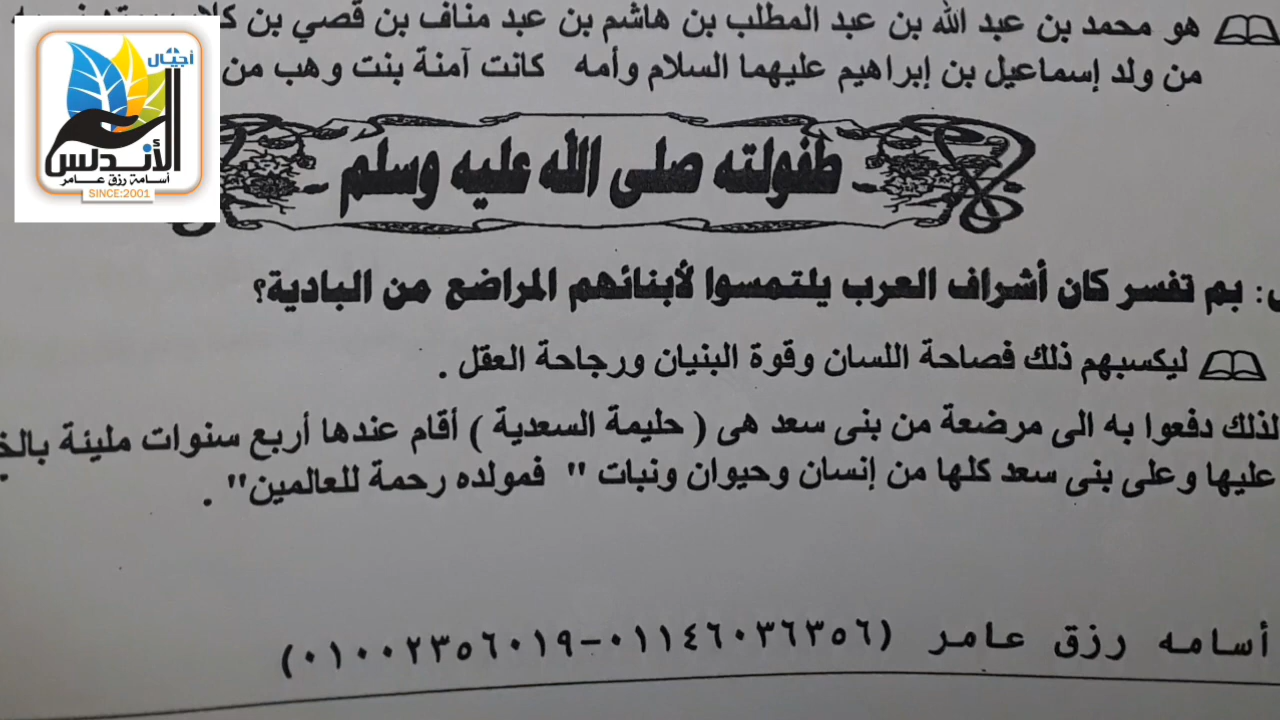 هو محمد بن عبد الله بن عبد المطلب بن هاشم بن عبد مناف بن قصي بن
من ولد إسماعيل بن إبراهيم عليهما السلام وأمه كانت آمنة بنت وهب من
أجيال
الأندلس
أسامة رزق عامر
SINCE:2001
طفولته صلى الله عليه وسلم
: بم تفسر كان أشراف العرب يلتمسوا لأبنائهم المراضع من البادية؟
ليكسبهم ذلك فصاحة اللسان وقوة البنيان ورجاحة العقل .
لذلك دفعوا به الى مرضعة من بنى سعد هى ( حليمة السعدية ) أقام عندها أربع سنوات مليئة
عليها وعلى بنى سعد كلها من إنسان وحيوان ونبات " فمولده رحمة للعالمين" .
أسامه رزق عامر (٠١١٤٦٠٣٦٣٥٦-٠١٠٠٢٣٥٦٠١٩)